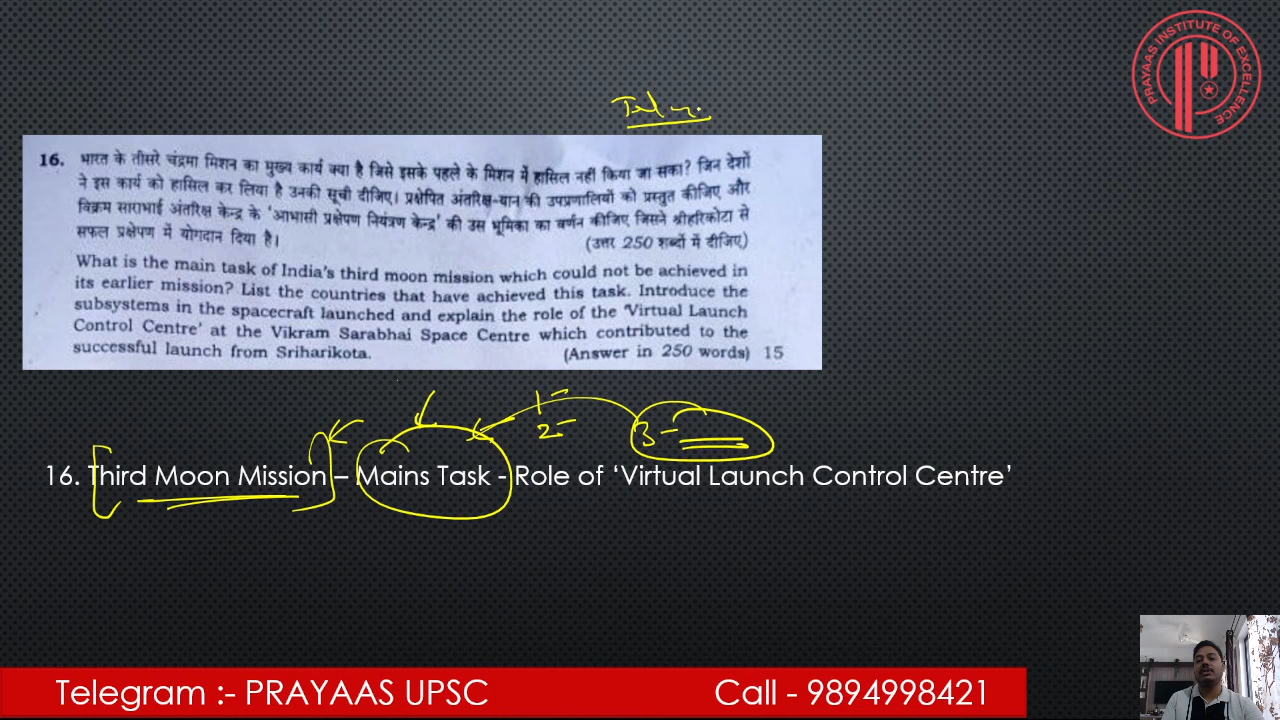 PRAYAAS INSTITUTE OF EXCELLENCE
16. भारत के तीसरे चंद्रमा मिशन का मुख्य कार्य क्या है जिसे इसके पहले के मिशन में हासिल नहीं किया जा सका? जिन देशों
ने इस कार्य को हासिल कर लिया है उनकी सूची दीजिए। प्रक्षेपित अंतरिक्ष-यान की उपप्रणालियों को प्रस्तुत कीजिए और
विक्रम साराभाई अंतरिक्ष केन्द्र के 'आभासी प्रक्षेपण नियंत्रण केन्द्र' की उस भूमिका का वर्णन कीजिए जिसने श्रीहरिकोटा से
सफल प्रक्षेपण में योगदान दिया है। (उत्तर 250 शब्दों में दीजिए)
What is the main task of India's third moon mission which could not be achieved in
its earlier mission? List the countries that have achieved this task. Introduce the
subsystems in the spacecraft launched and explain the role of the 'Virtual Launch
Control Centre' at the Vikram Sarabhai Space Centre which contributed to the
successful launch from Sriharikota. (Answer in 250 words) 15
1-
2-
3-
16. Third Moon Mission – Mains Task - Role of ‘Virtual Launch Control Centre’
Telegram :- PRAYAAS UPSC Call - 9894998421